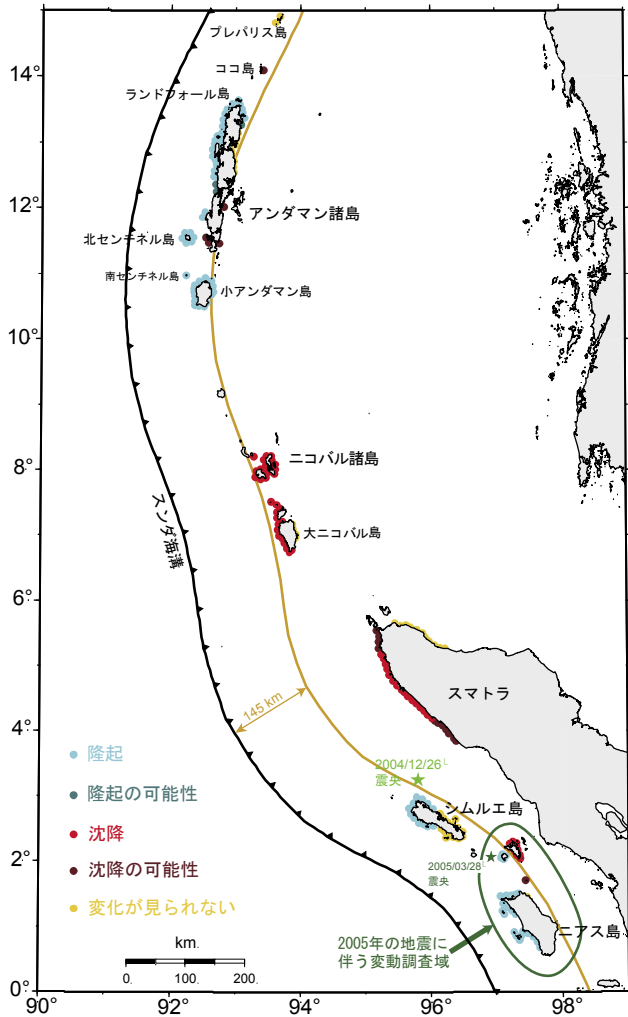 プレパリス島
14°
ココ島
ランドフォール島
12°
アンダマン諸島
北センチネル島
南センチネル島
小アンダマン島
10°
8°
ニコバル諸島
大ニコバル島
スンダ海溝
6°
スマトラ
145 km
4°
2004/12/26
震央
シムルエ島
隆起
隆起の可能性
沈降
沈降の可能性
変化が見られない
2°
2005/03/28
震央
ニアス島
2005年の地震に
伴う変動調査域
km.
0. 100. 200.
0°
90° 92° 94° 96° 98°